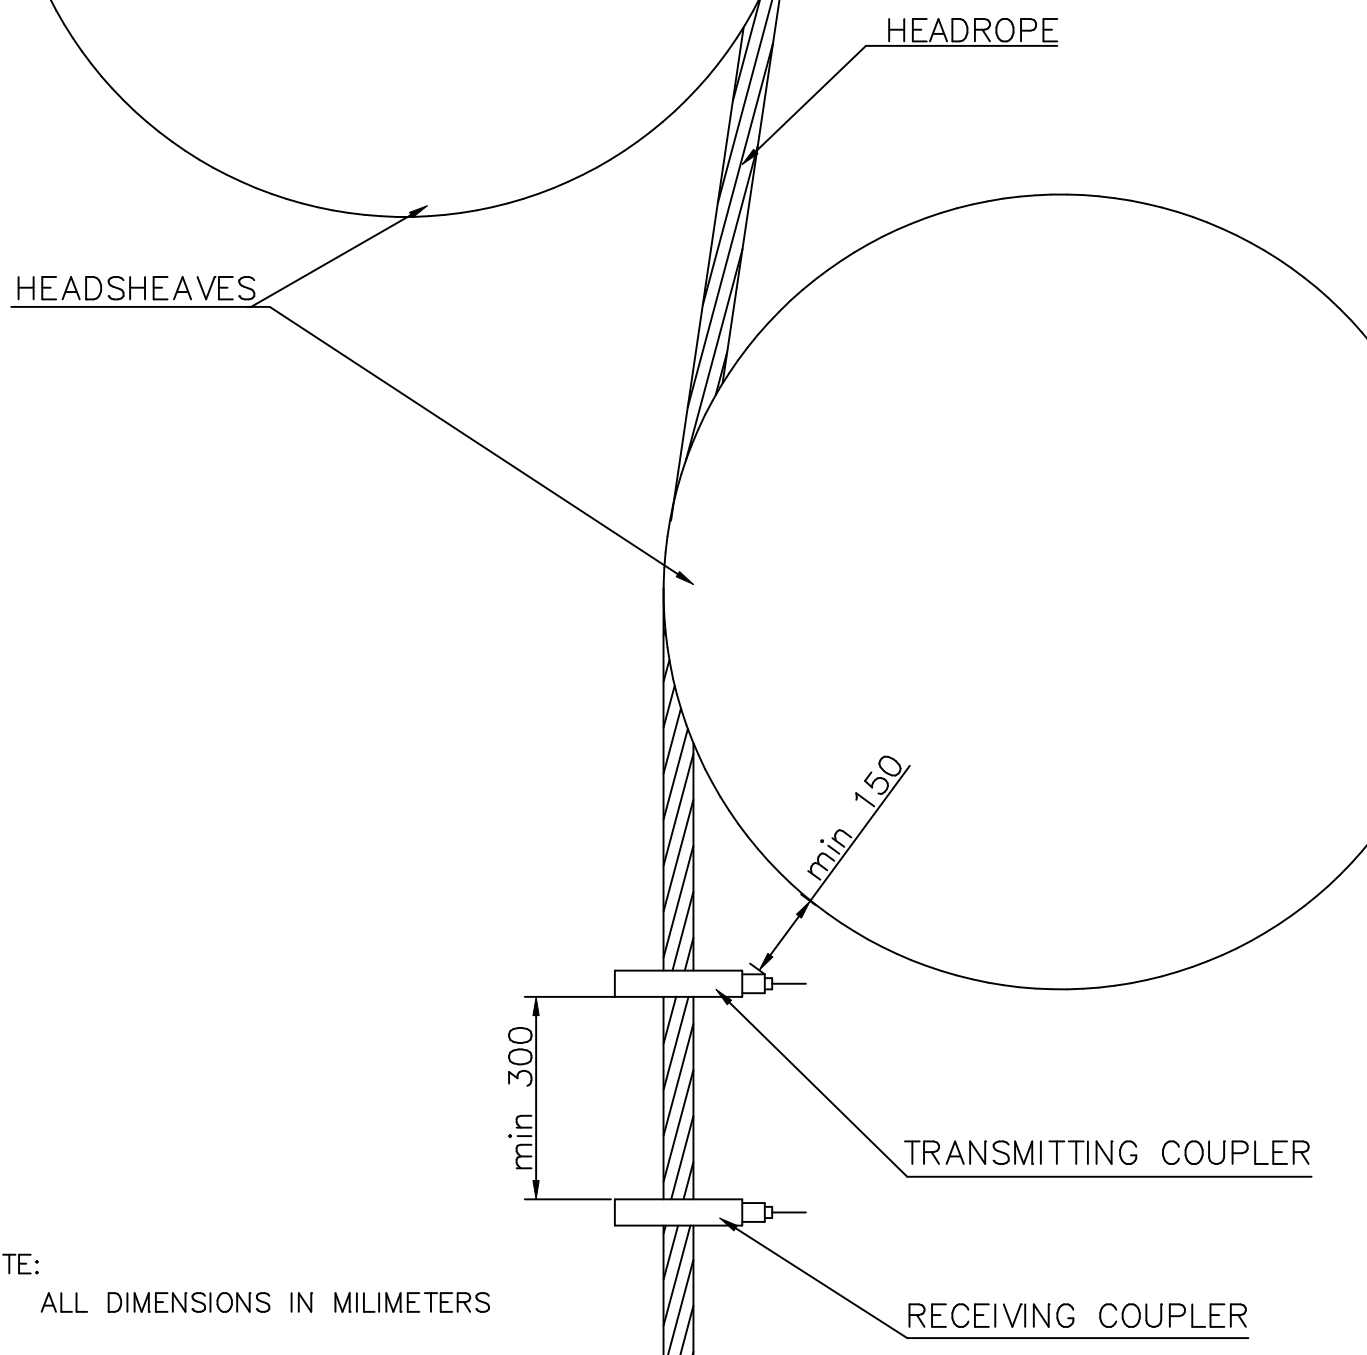 HEADROPE
HEADSHEAVES
min 150
min 300
TRANSMITTING COUPLER
TE:
ALL DIMENSIONS IN MILIMETERS
RECEIVING COUPLER